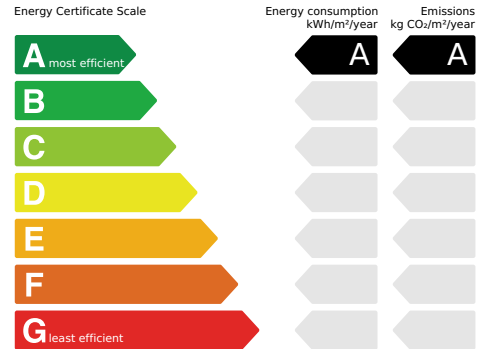 Energy Certificate Scale
Energy consumption
kWh/m²/year
Emissions
kg CO₂/m²/year
A most efficient
A
A
B
C
D
E
F
G least efficient